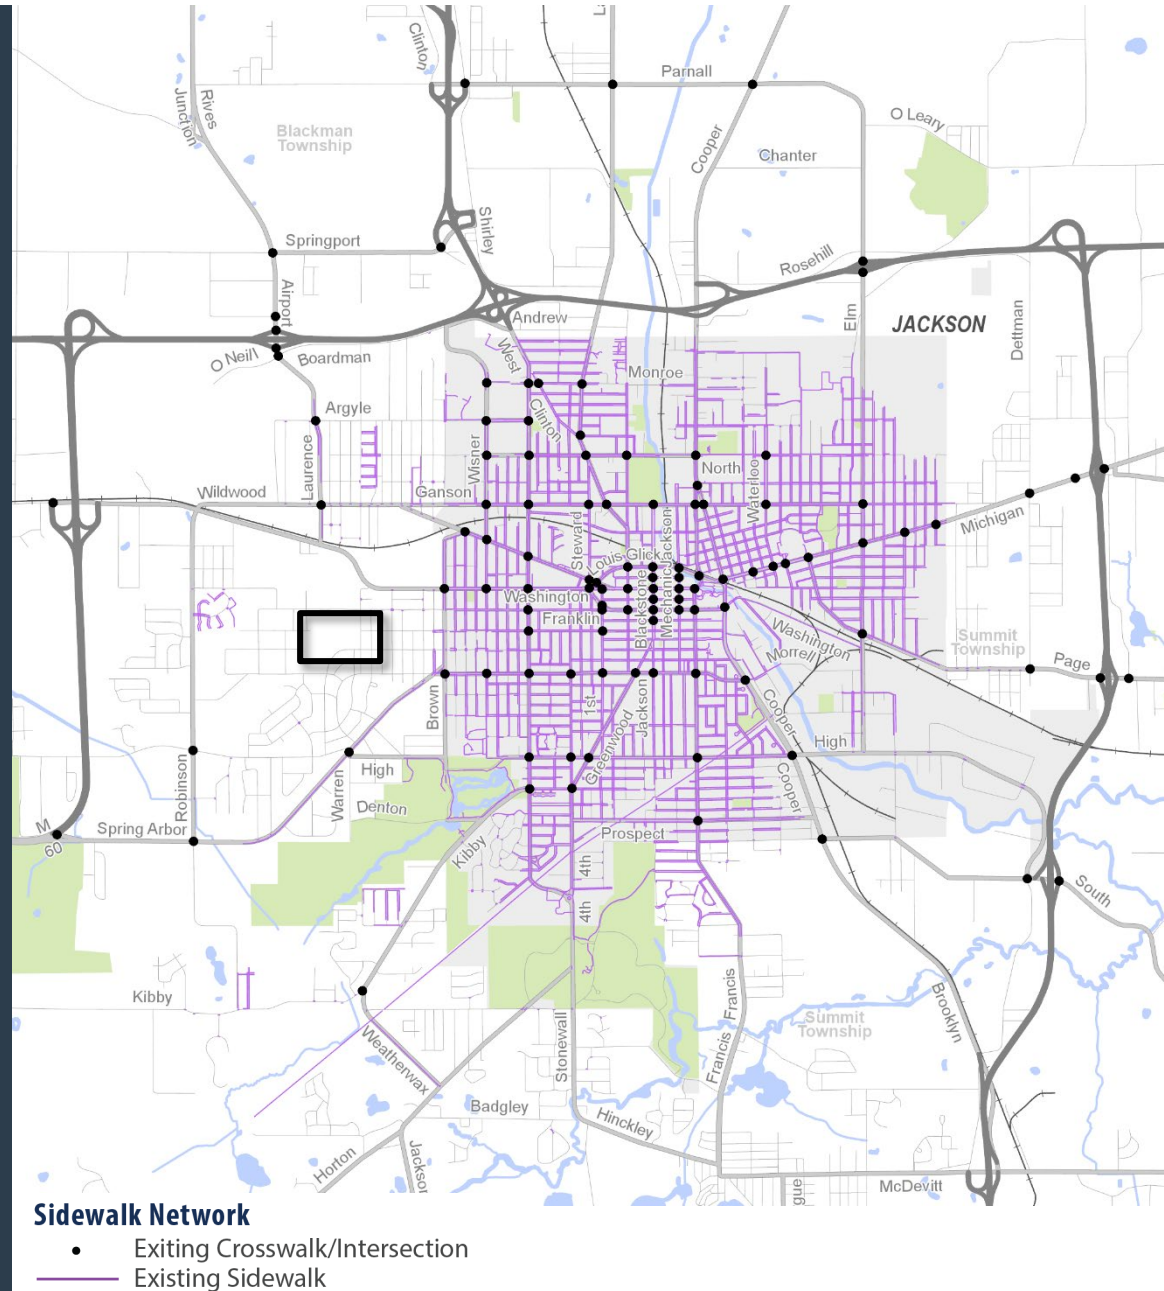 Clinton
Li
Parnall
Rives
Junction
O Leary
Blackman
Township
Cooper
Chanter
Shirley
Springport
Rosehill
Airport
Andrew
Elm
JACKSON
Dettman
O Neill
Boardman
West
Monroe
Argyle
Clinton
Laurence
Wisner
North
Waterloo
Wildwood
Ganson
Michigan
Steward
Jackson
Louis Glick
Mechanic
Blackstone
Washington
Franklin
Washington
Morrell
Summit
Township
Page
Brown
1st
Jackson
Cooper
Greenwood
High
High
Robinson
Warren
Cooper
Denton
M
60
Spring Arbor
Kibby
Prospect
4th
4th
South
Kibby
Francis
Francis
Brooklyn
Summit
Township
Weatherwax
Stonewall
Badgley
Hinckley
Horton
Jackson
McDevitt
gue
Sidewalk Network
Exiting Crosswalk/Intersection
Existing Sidewalk